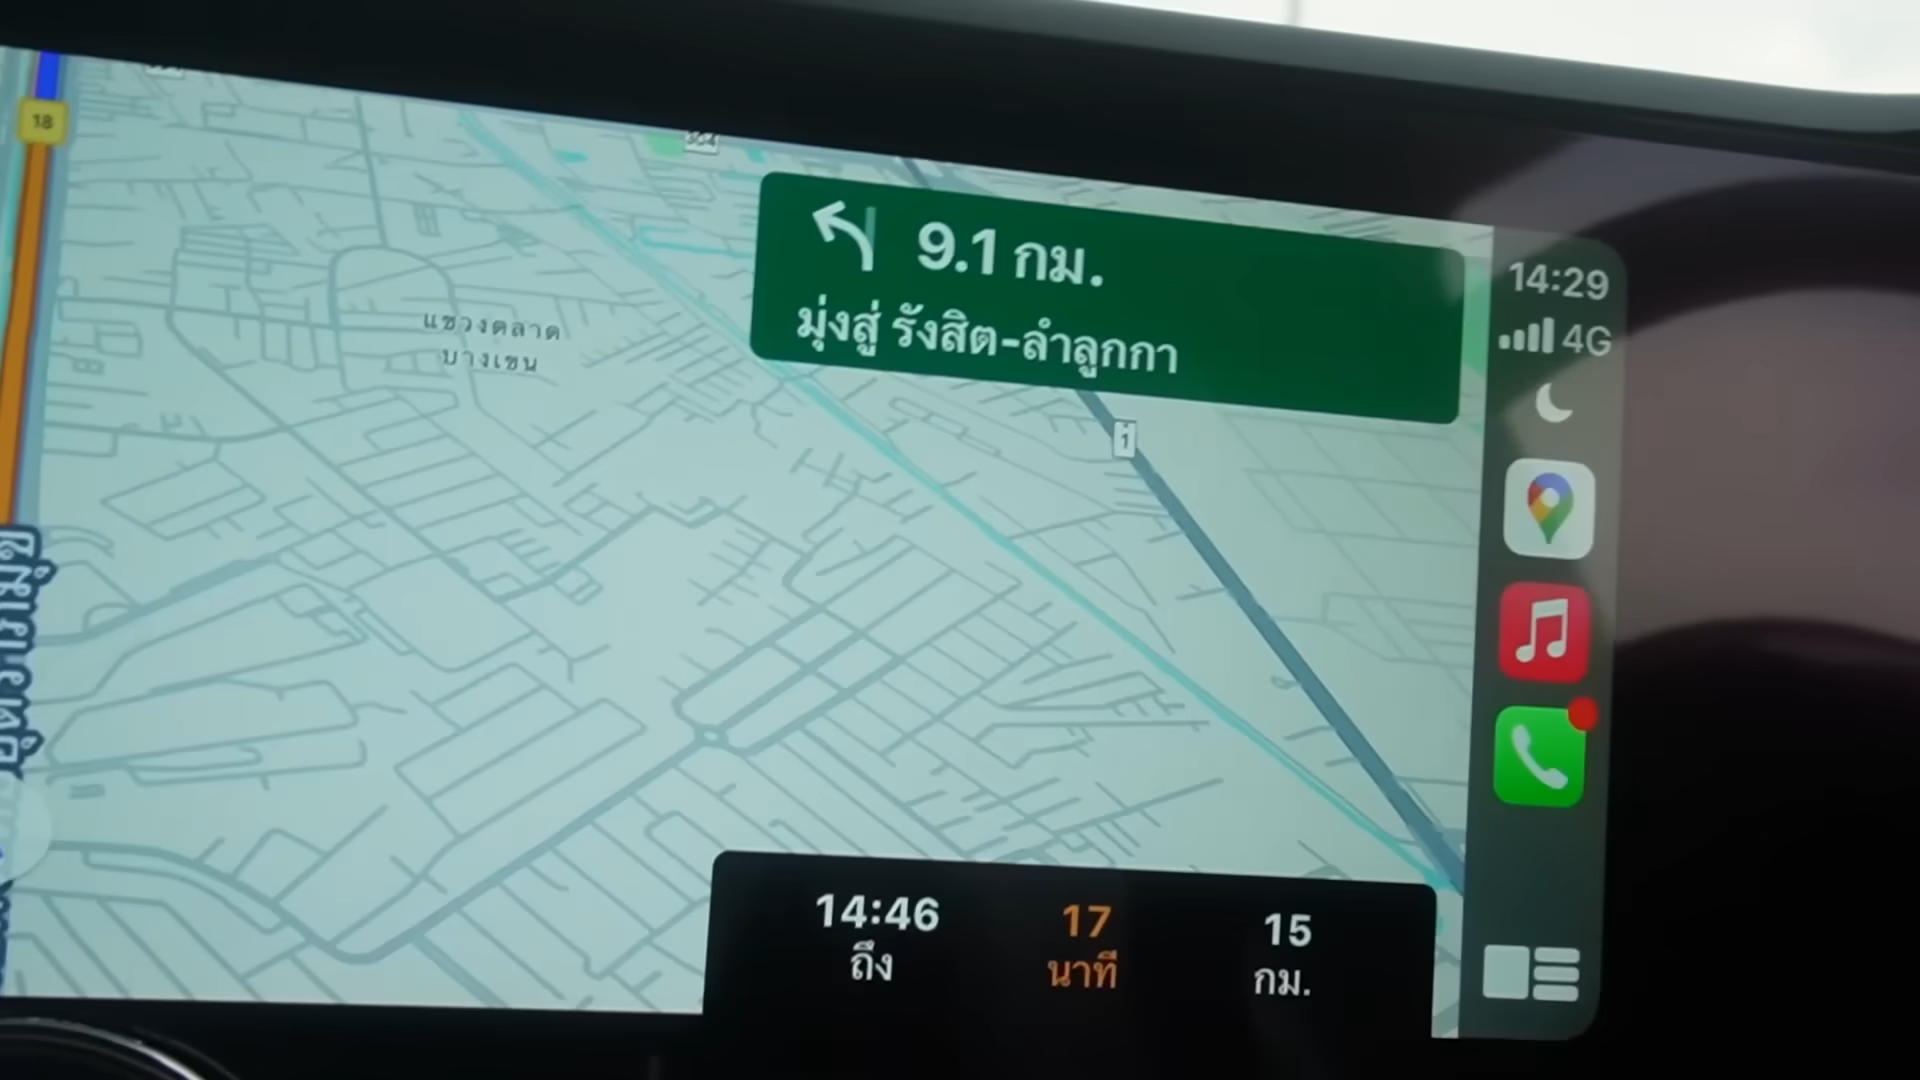 18
9.1 กม.
มุ่งสู่ รังสิต-ลำลูกกา
14:29
4G
แขวงตลาด
บางเขน
1
14:46
ถึง
17
นาที
15
กม.